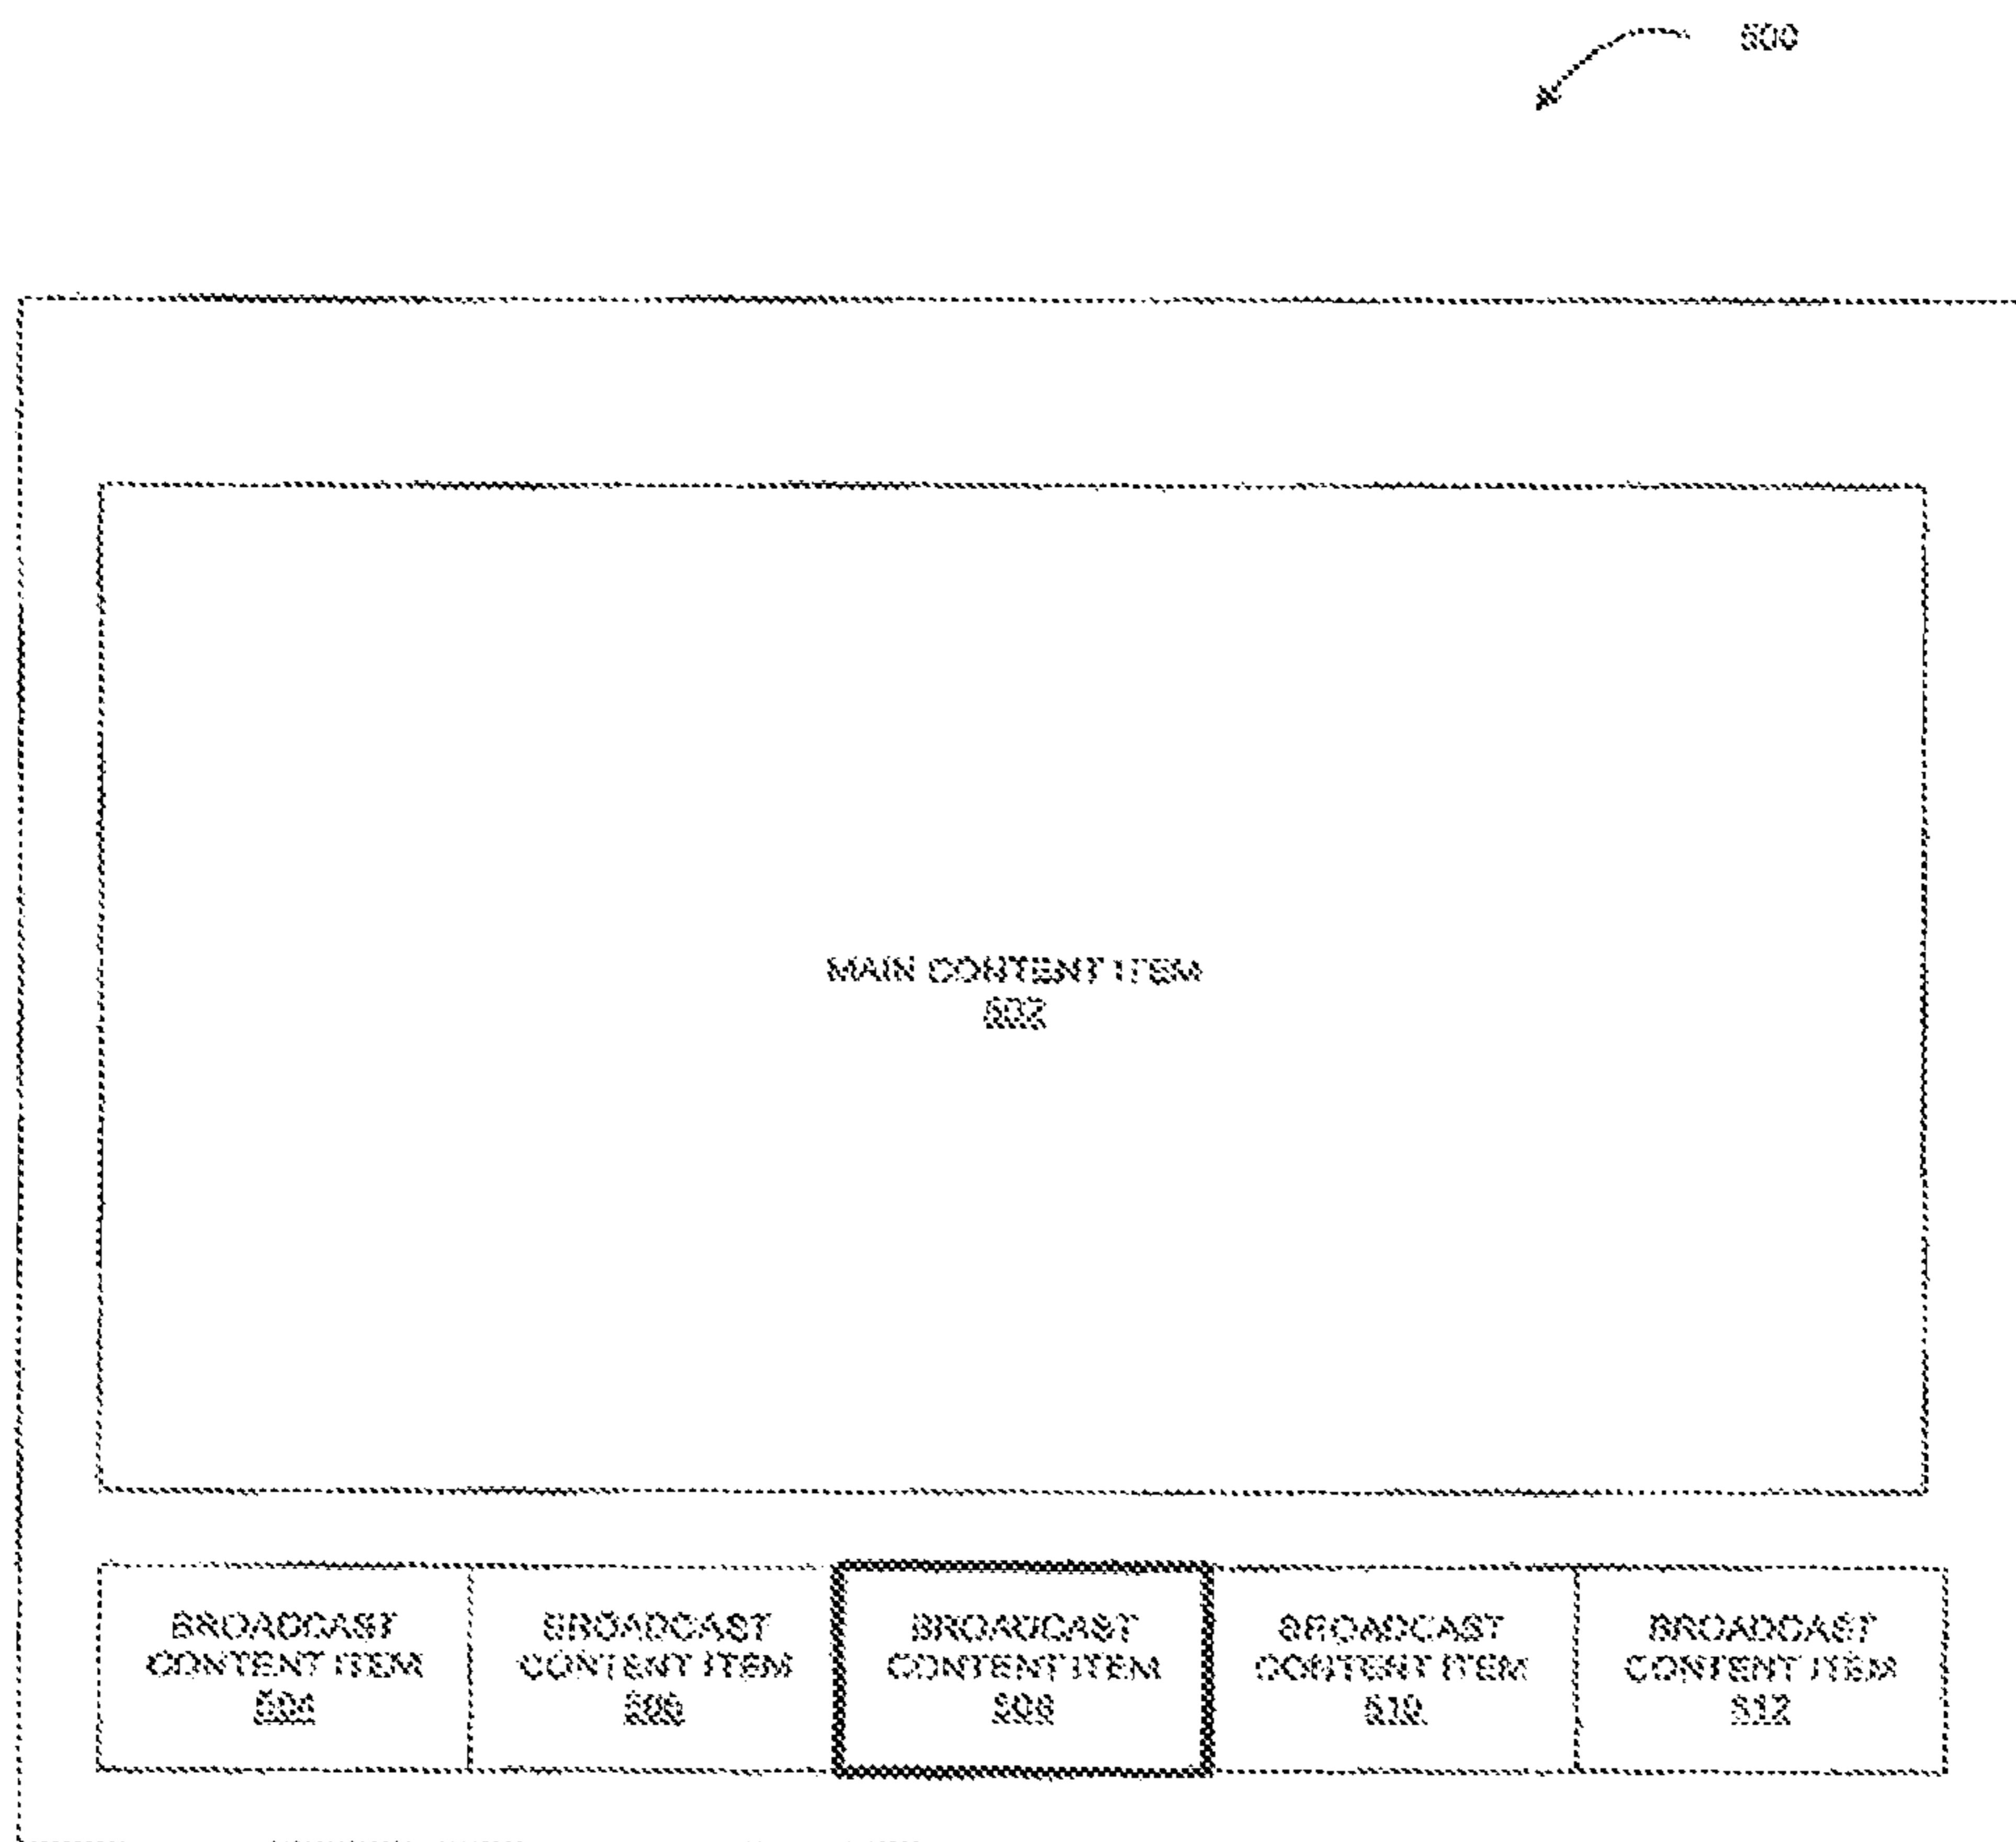 500
MAIN CONTENT ITEM
502
BROADCAST
CONTENT ITEM
504
BROADCAST
CONTENT ITEM
506
BROADCAST
CONTENT ITEM
508
BROADCAST
CONTENT ITEM
510
BROADCAST
CONTENT ITEM
512